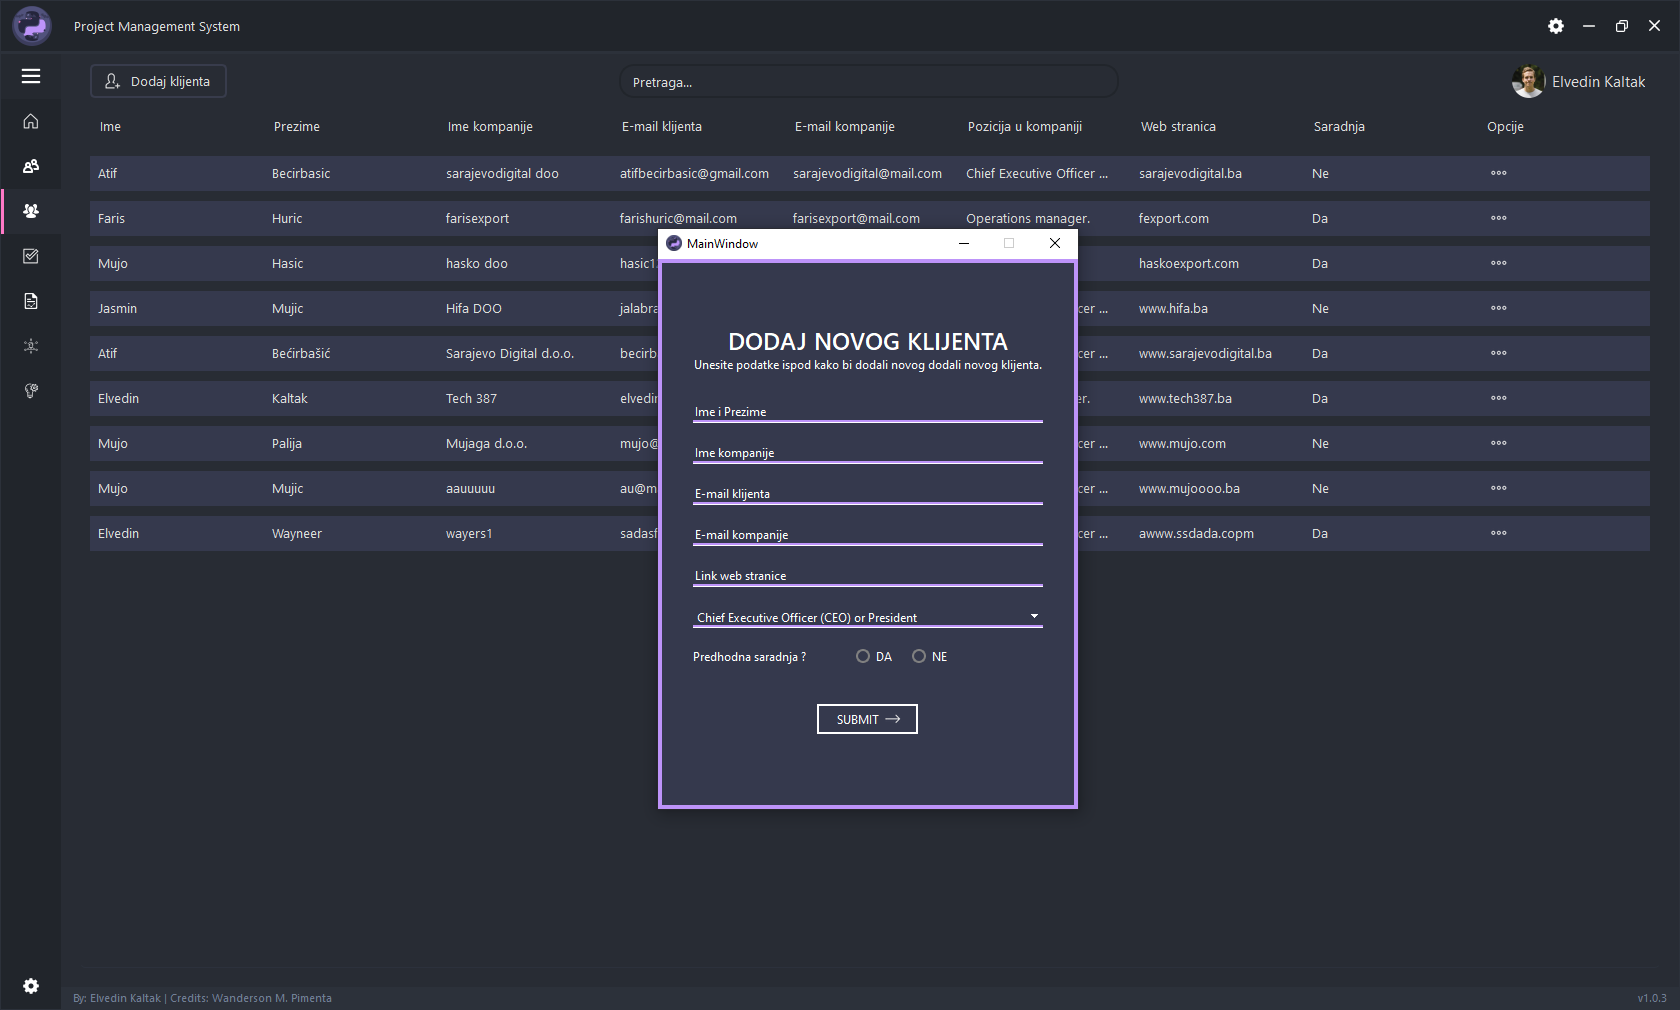 Project Management System
Dodaj klijenta
Pretraga...
Elvedin Kaltak
Ime Prezime Ime kompanije E-mail klijenta E-mail kompanije Pozicija u kompaniji Web stranica Saradnja Opcije
Atif Becirbasic sarajevodigital doo atifbecirbasic@gmail.com sarajevodigital@mail.com Chief Executive Officer ... sarajevodigital.ba Ne
Faris Huric farisexport farishuric@mail.com farisexport@mail.com Operations manager. fexport.com Da
Mujo Hasic hasko doo hasic1 haskoexport.com Da
Jasmin Mujic Hifa DOO jalabra cer ... www.hifa.ba Ne
Atif Bećirbašić Sarajevo Digital d.o.o. becirb cer ... www.sarajevodigital.ba Da
Elvedin Kaltak Tech 387 elvedin er. www.tech387.ba Da
Mujo Palija Mujaga d.o.o. mujo@ cer ... www.mujo.com Ne
Mujo Mujic aauuuuu au@m cer ... www.mujoooo.ba Ne
Elvedin Wayneer wayers1 sadasf cer ... awww.ssdada.copm Da
MainWindow
DODAJ NOVOG KLIJENTA
Unesite podatke ispod kako bi dodali novog dodali novog klijenta.
Ime i Prezime
Ime kompanije
E-mail klijenta
E-mail kompanije
Link web stranice
Chief Executive Officer (CEO) or President
Predhodna saradnja ? DA NE
SUBMIT
By: Elvedin Kaltak | Credits: Wanderson M. Pimenta
v1.0.3